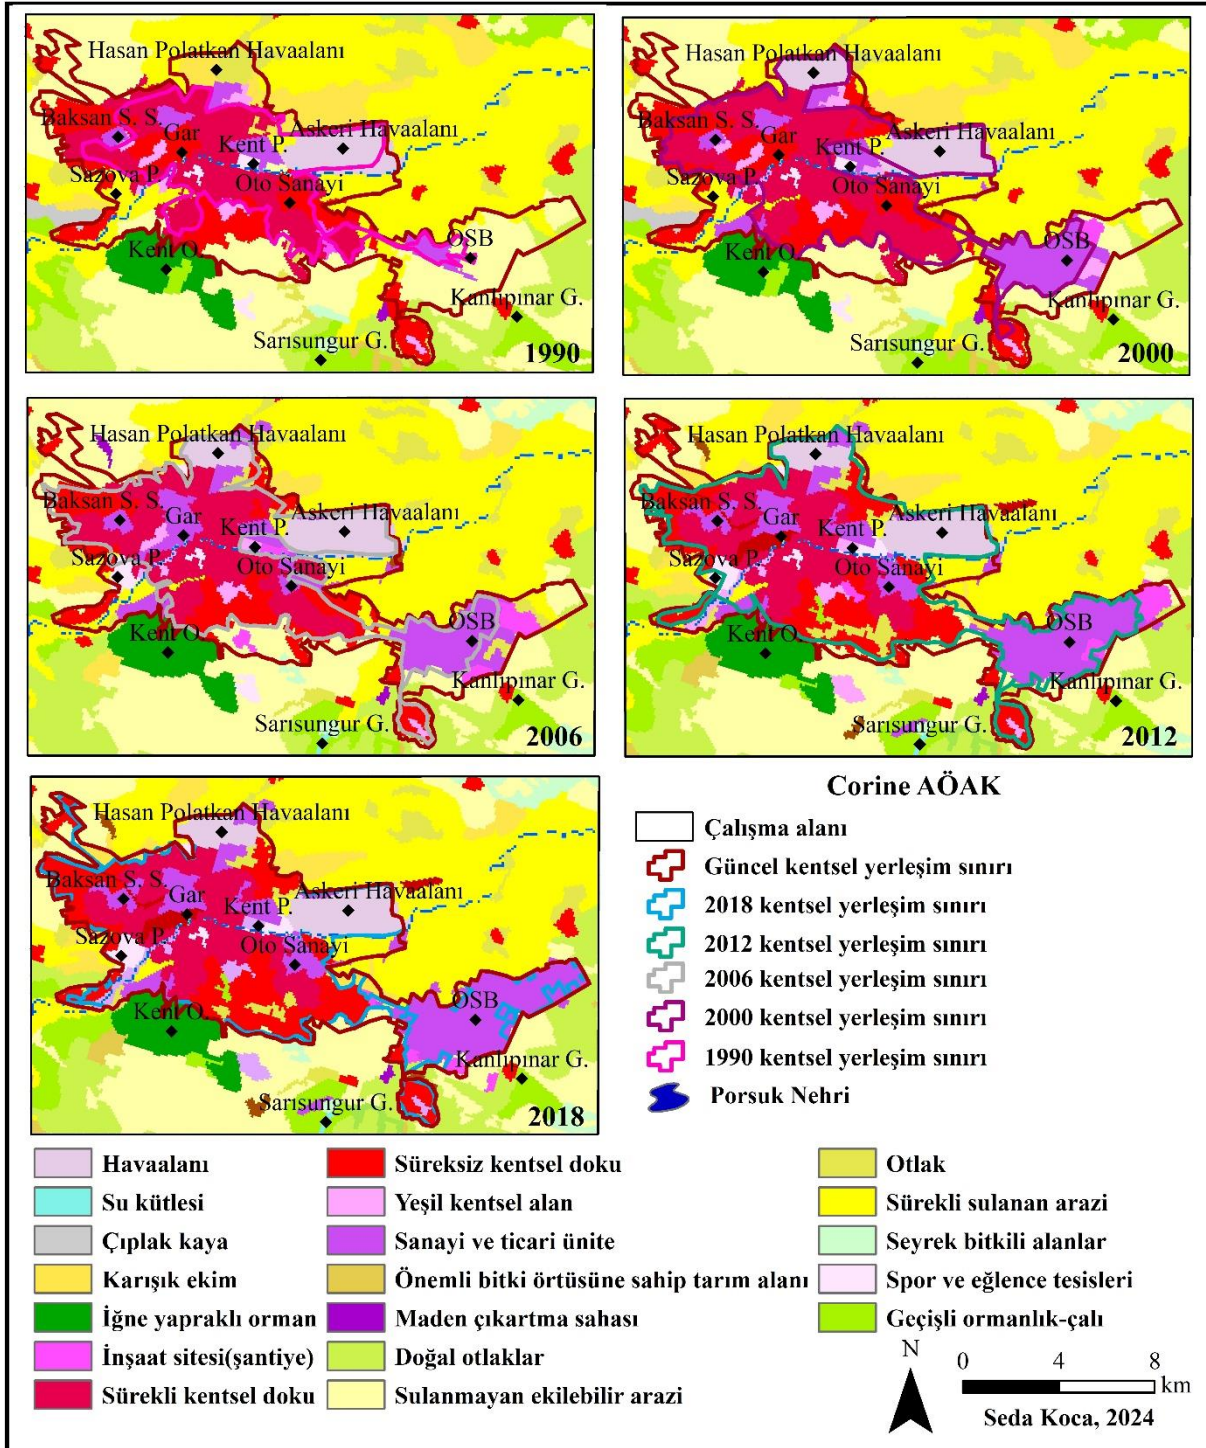 Hasan Polatkan Havaalanı
Baksan S. S.
Gar
Kent P.
Askeri Havaalanı
Sazova P.
Oto Sanayi
Kent O.
OSB
Kanlıpınar G.
Sarısungur G.
1990
Hasan Polatkan Havaalanı
Baksan S. S.
Gar
Kent P.
Askeri Havaalanı
Sazova P.
Oto Sanayi
Kent O.
OSB
Kanlıpınar G.
Sarısungur G.
2000
Hasan Polatkan Havaalanı
Baksan S. S.
Gar
Kent P.
Askeri Havaalanı
Sazova P.
Oto Sanayi
Kent O.
OSB
Kanlıpınar G.
Sarısungur G.
2006
Hasan Polatkan Havaalanı
Baksan S. S.
Gar
Kent P.
Askeri Havaalanı
Sazova P.
Oto Sanayi
Kent O.
OSB
Kanlıpınar G.
Sarısungur G.
2012
Hasan Polatkan Havaalanı
Baksan S. S.
Gar
Kent P.
Askeri Havaalanı
Sazova P.
Oto Sanayi
Kent O.
OSB
Kanlıpınar G.
Sarısungur G.
2018
Corine AÖAK
Çalışma alanı
Güncel kentsel yerleşim sınırı
2018 kentsel yerleşim sınırı
2012 kentsel yerleşim sınırı
2006 kentsel yerleşim sınırı
2000 kentsel yerleşim sınırı
1990 kentsel yerleşim sınırı
Porsuk Nehri
Havaalanı
Su kütlesi
Çıplak kaya
Karışık ekim
İğne yapraklı orman
İnşaat sitesi(şantiye)
Sürekli kentsel doku
Süreksiz kentsel doku
Yeşil kentsel alan
Sanayi ve ticari ünite
Önemli bitki örtüsüne sahip tarım alanı
Maden çıkartma sahası
Doğal otlaklar
Sulanmayan ekilebilir arazi
Otlak
Sürekli sulanan arazi
Seyrek bitkili alanlar
Spor ve eğlence tesisleri
Geçişli ormanlık-çalı
N
0 4 8
km
Seda Koca, 2024